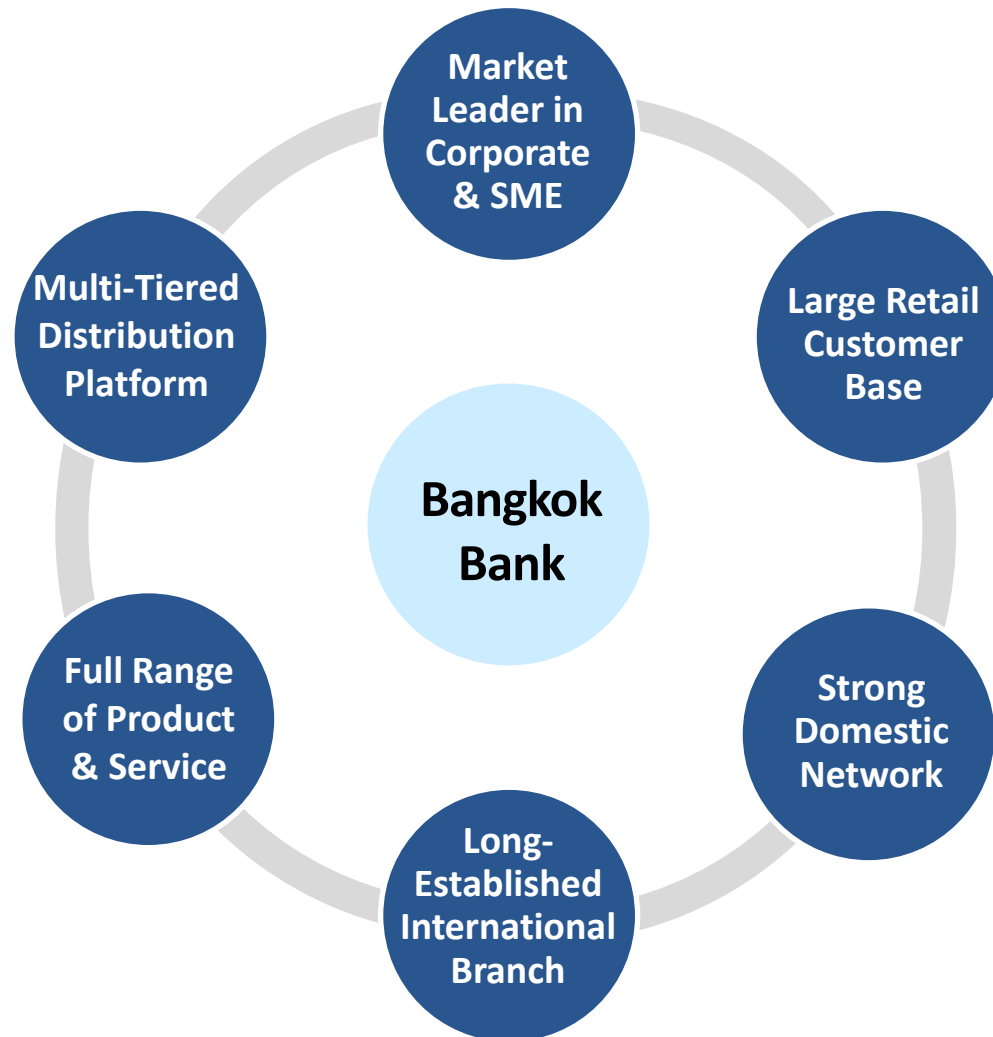 Market
Leader in
Corporate
& SME
Large Retail
Customer
Base
Strong
Domestic
Network
Long-
Established
International
Branch
Full Range
of Product
& Service
Multi-Tiered
Distribution
Platform
Bangkok
Bank